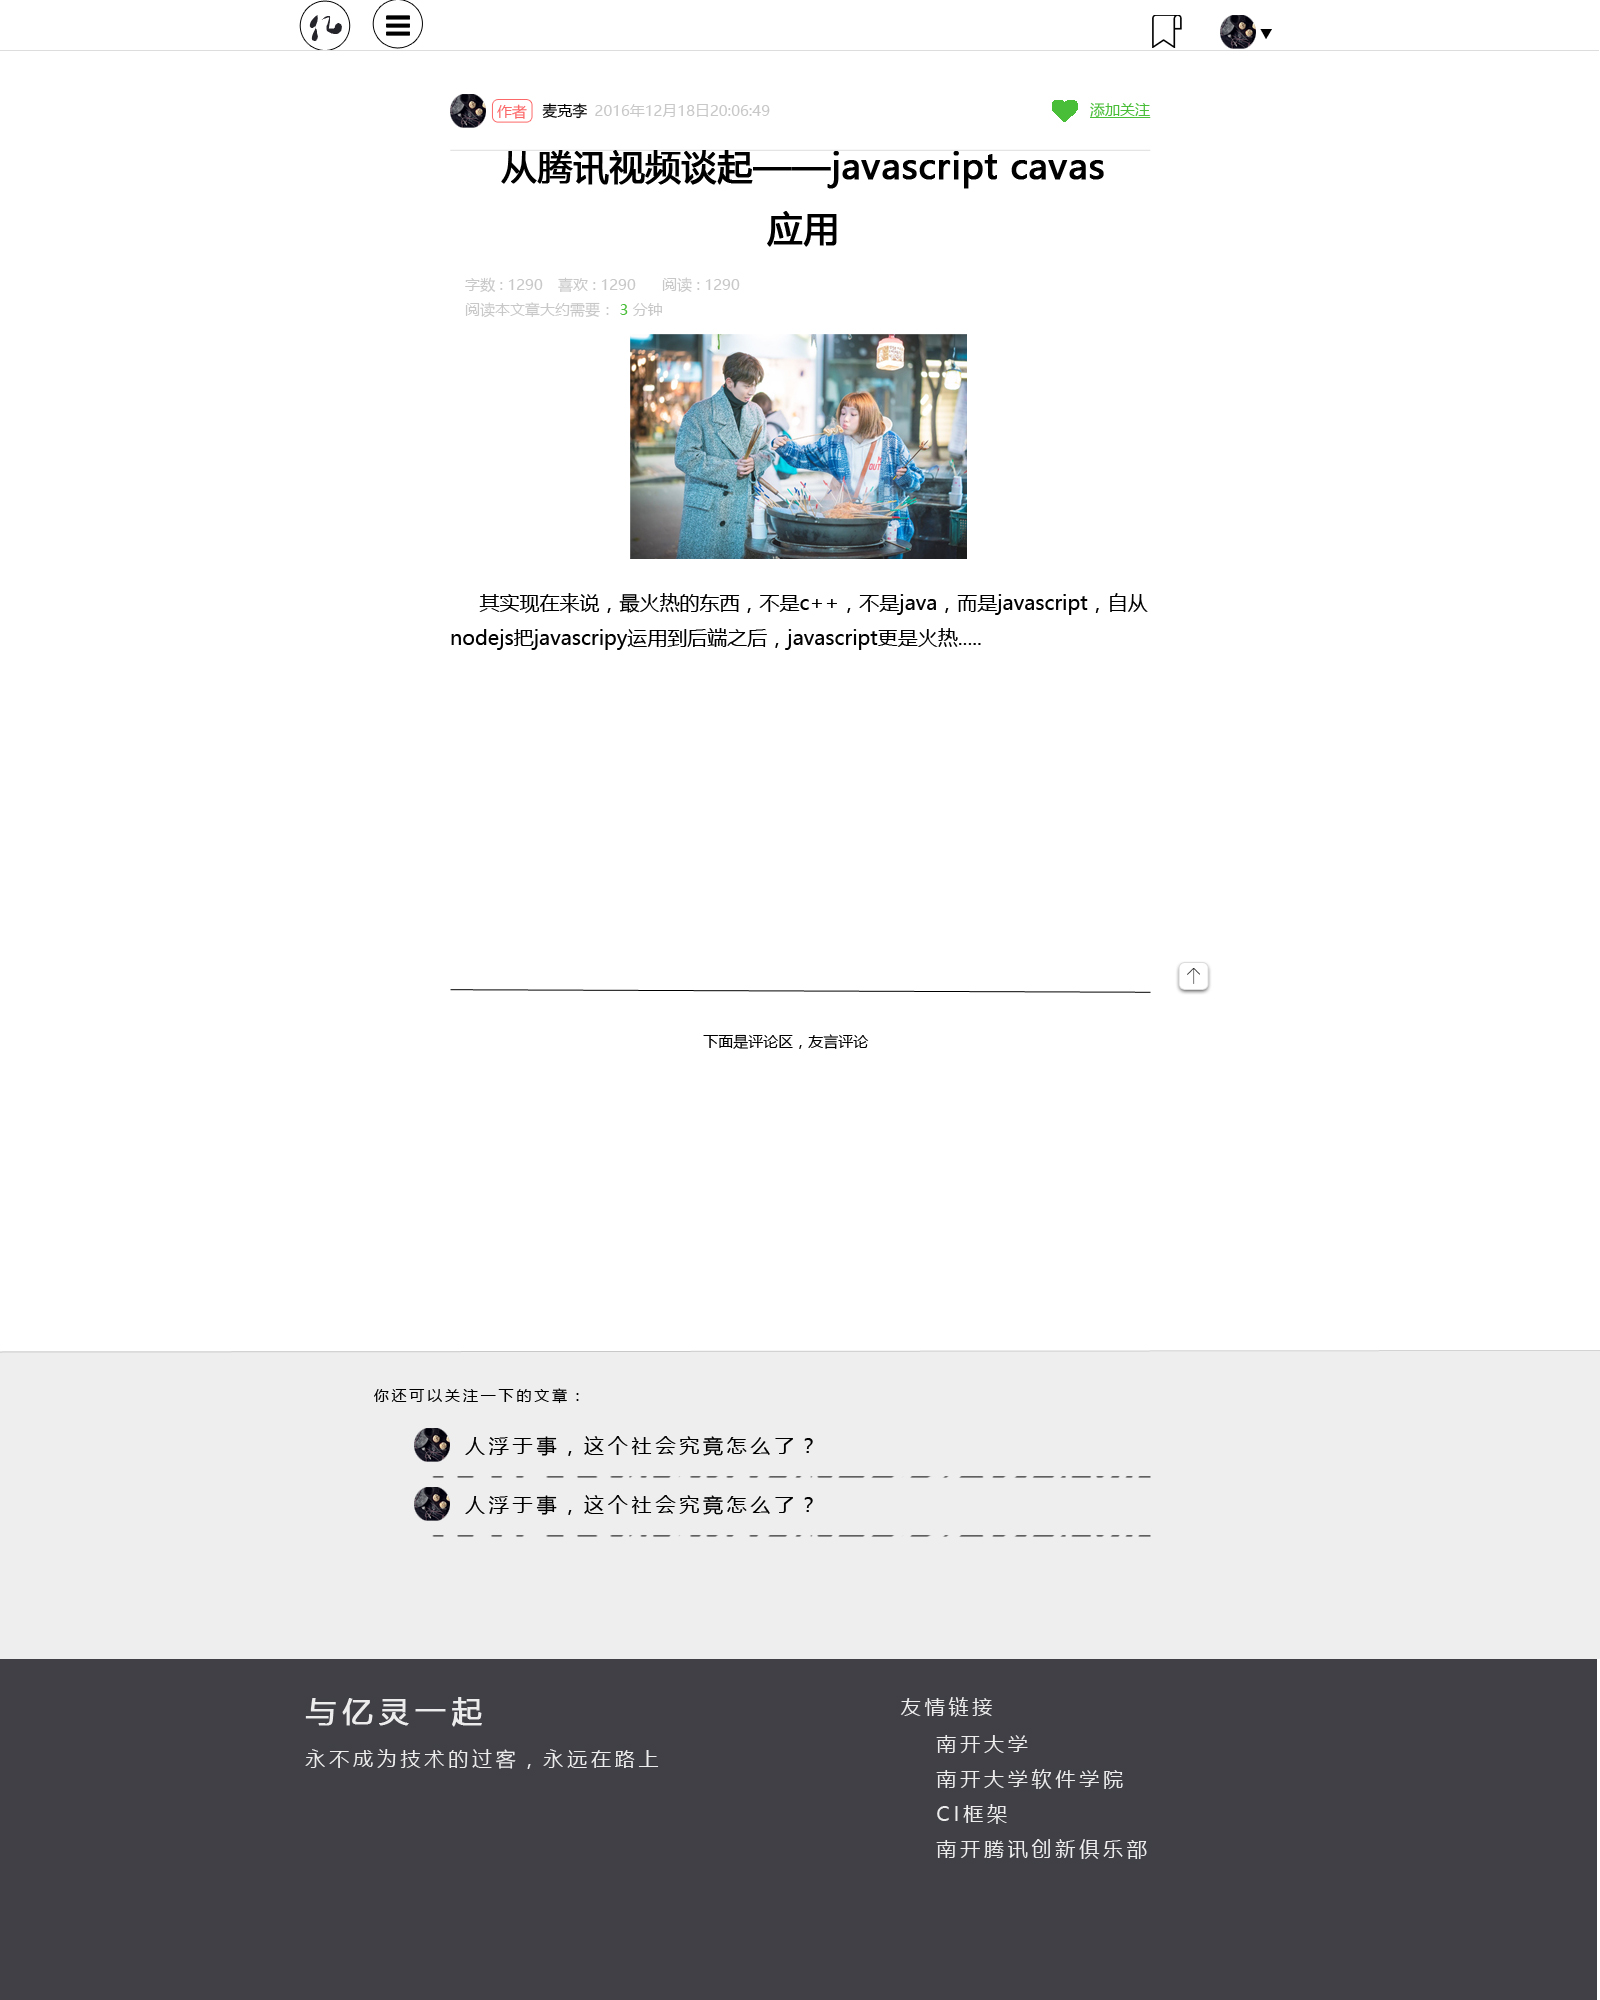 亿
作者 麦克李 2016年12月18日20:06:49 添加关注
从腾讯视频谈起——javascript cavas
应用
字数 : 1290 喜欢 : 1290 阅读 : 1290
阅读本文章大约需要： 3 分钟
其实现在来说，最火热的东西，不是c++，不是java，而是javascript，自从
nodejs把javascripy运用到后端之后，javascript更是火热.....
下面是评论区，友言评论
你还可以关注一下的文章：
人浮于事，这个社会究竟怎么了？
人浮于事，这个社会究竟怎么了？
与亿灵一起
永不成为技术的过客，永远在路上
友情链接
南开大学
南开大学软件学院
CI框架
南开腾讯创新俱乐部